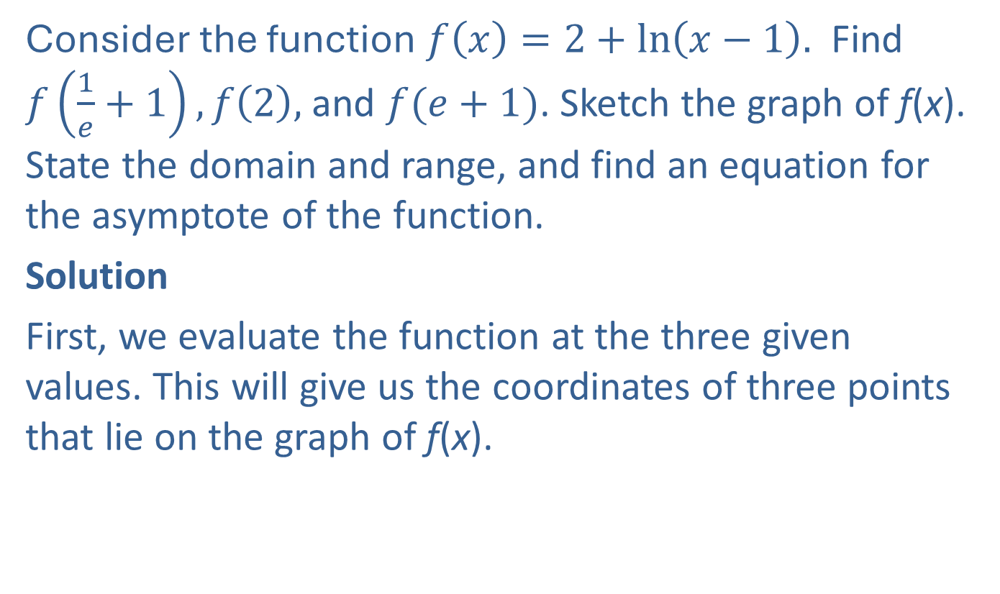 Consider the function f(x) = 2 + ln(x − 1). Find
f(1/e + 1), f(2), and f(e + 1). Sketch the graph of f(x).
State the domain and range, and find an equation for
the asymptote of the function.
Solution
First, we evaluate the function at the three given
values. This will give us the coordinates of three points
that lie on the graph of f(x).